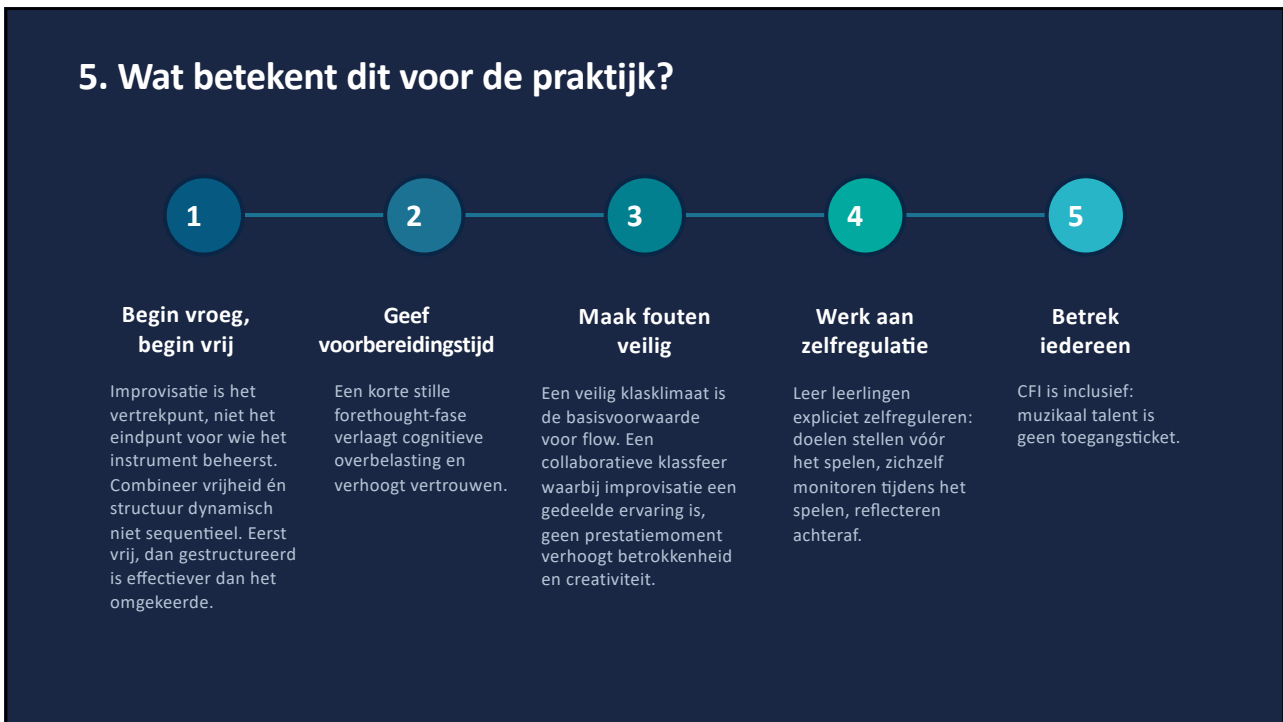 5. Wat betekent dit voor de praktijk?
1
2
3
4
5
Begin vroeg,
begin vrij
Improvisatie is het
vertrekpunt, niet het
eindpunt voor wie het
instrument beheerst.
Combineer vrijheid én
structuur dynamisch
niet sequentieel. Eerst
vrij, dan gestructureerd
is effectiever dan het
omgekeerde.
Geef
voorbereidingstijd
Een korte stille
forethought-fase
verlaagt cognitieve
overbelasting en
verhoogt vertrouwen.
Maak fouten
veilig
Een veilig klasklimaat is
de basisvoorwaarde
voor flow. Een
collaboratieve klassfeer
waarbij improvisatie een
gedeelde ervaring is,
geen prestatiemoment
verhoogt betrokkenheid
en creativiteit.
Werk aan
zelfregulatie
Leer leerlingen
expliciet zelfreguleren:
doelen stellen vóór
het spelen, zichzelf
monitoren tijdens het
spelen, reflecteren
achteraf.
Betrek
iedereen
CFI is inclusief:
muzikaal talent is
geen toegangsticket.